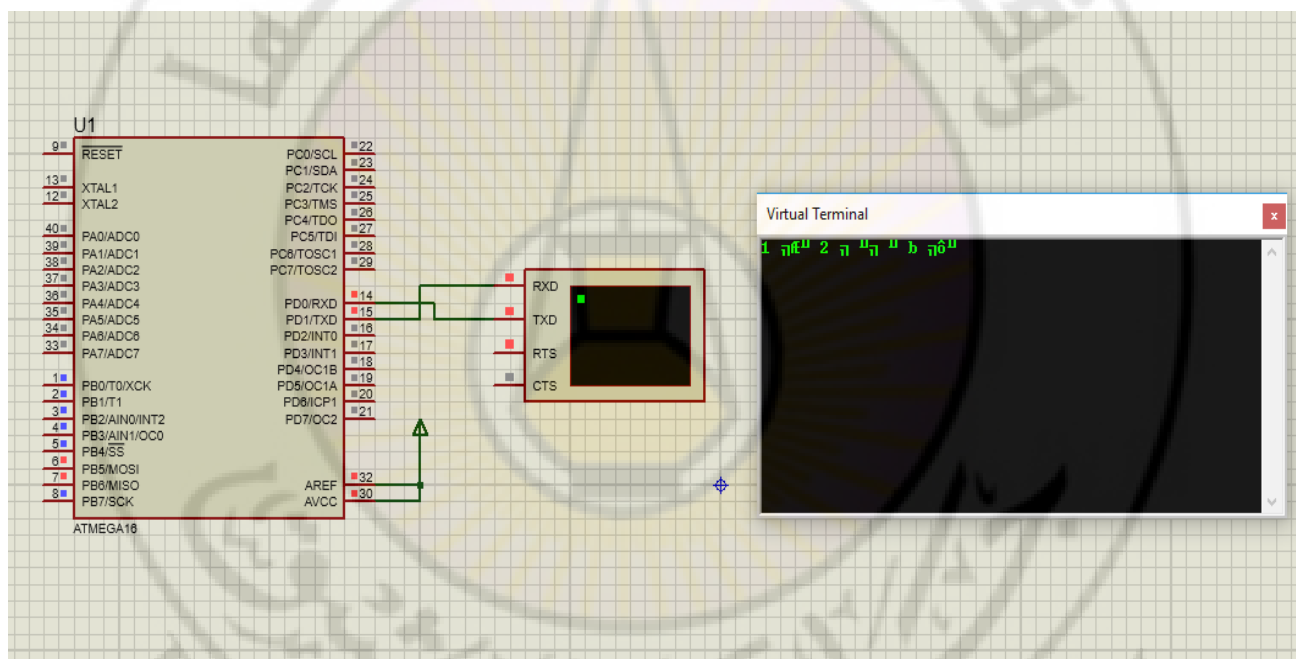 U1
9 RESET
13 XTAL1
12 XTAL2
40 PA0/ADC0
39 PA1/ADC1
38 PA2/ADC2
37 PA3/ADC3
36 PA4/ADC4
35 PA5/ADC5
34 PA6/ADC6
33 PA7/ADC7
1 PB0/T0/XCK
2 PB1/T1
3 PB2/AIN0/INT2
4 PB3/AIN1/OC0
5 PB4/SS
6 PB5/MOSI
7 PB6/MISO
8 PB7/SCK
PC0/SCL 22
PC1/SDA 23
PC2/TCK 24
PC3/TMS 25
PC4/TDO 26
PC5/TDI 27
PC6/TOSC1 28
PC7/TOSC2 29
PD0/RXD 14
PD1/TXD 15
PD2/INT0 16
PD3/INT1 17
PD4/OC1B 18
PD5/OC1A 19
PD6/ICP1 20
PD7/OC2 21
AREF 32
AVCC 30
ATMEGA16
RXD
TXD
RTS
CTS
Virtual Terminal